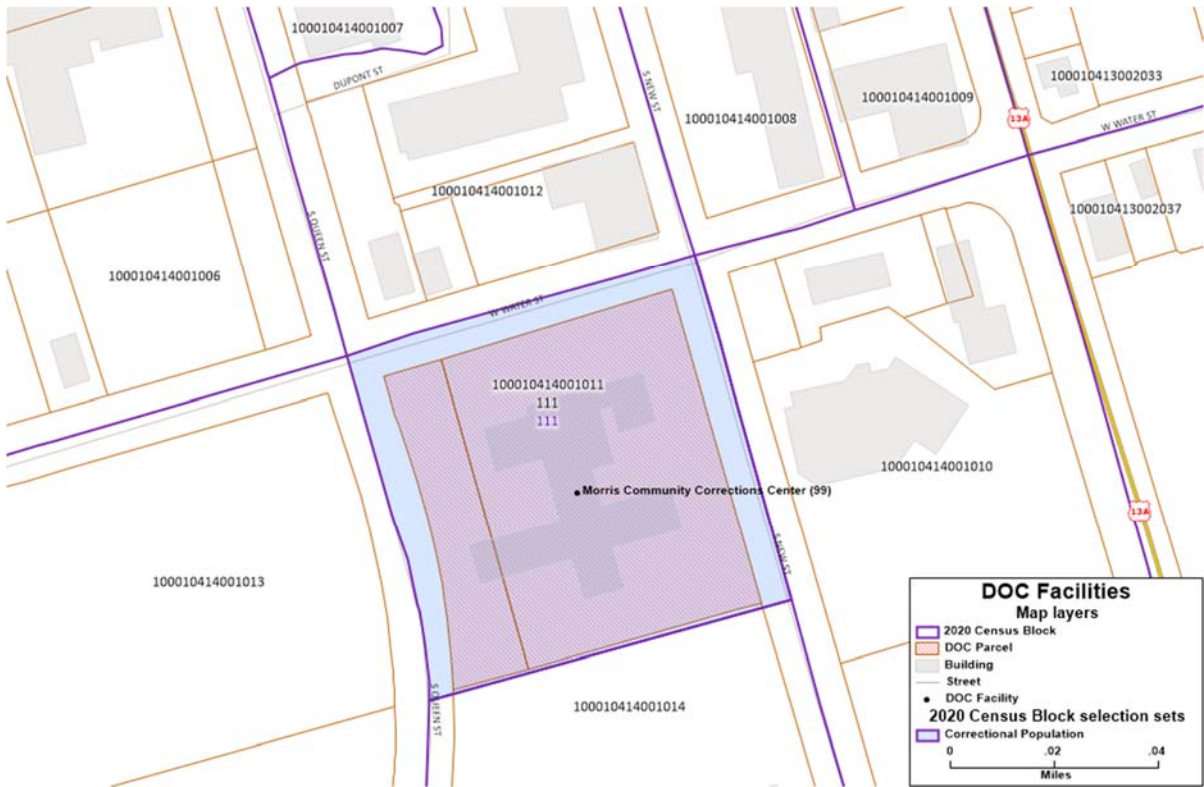 100010414001007
DUPONT ST
S NEW ST
100010413002033
100010414001009
13A
100010414001008
W WATER ST
100010414001012
100010413002037
S QUEEN ST
100010414001006
W WATER ST
100010414001011
111
111
100010414001010
Morris Community Corrections Center (99)
13A
S NEW ST
100010414001013
S QUEEN ST
100010414001014
DOC Facilities
Map layers
2020 Census Block
DOC Parcel
Building
Street
DOC Facility
2020 Census Block selection sets
Correctional Population
0 .02 .04
Miles